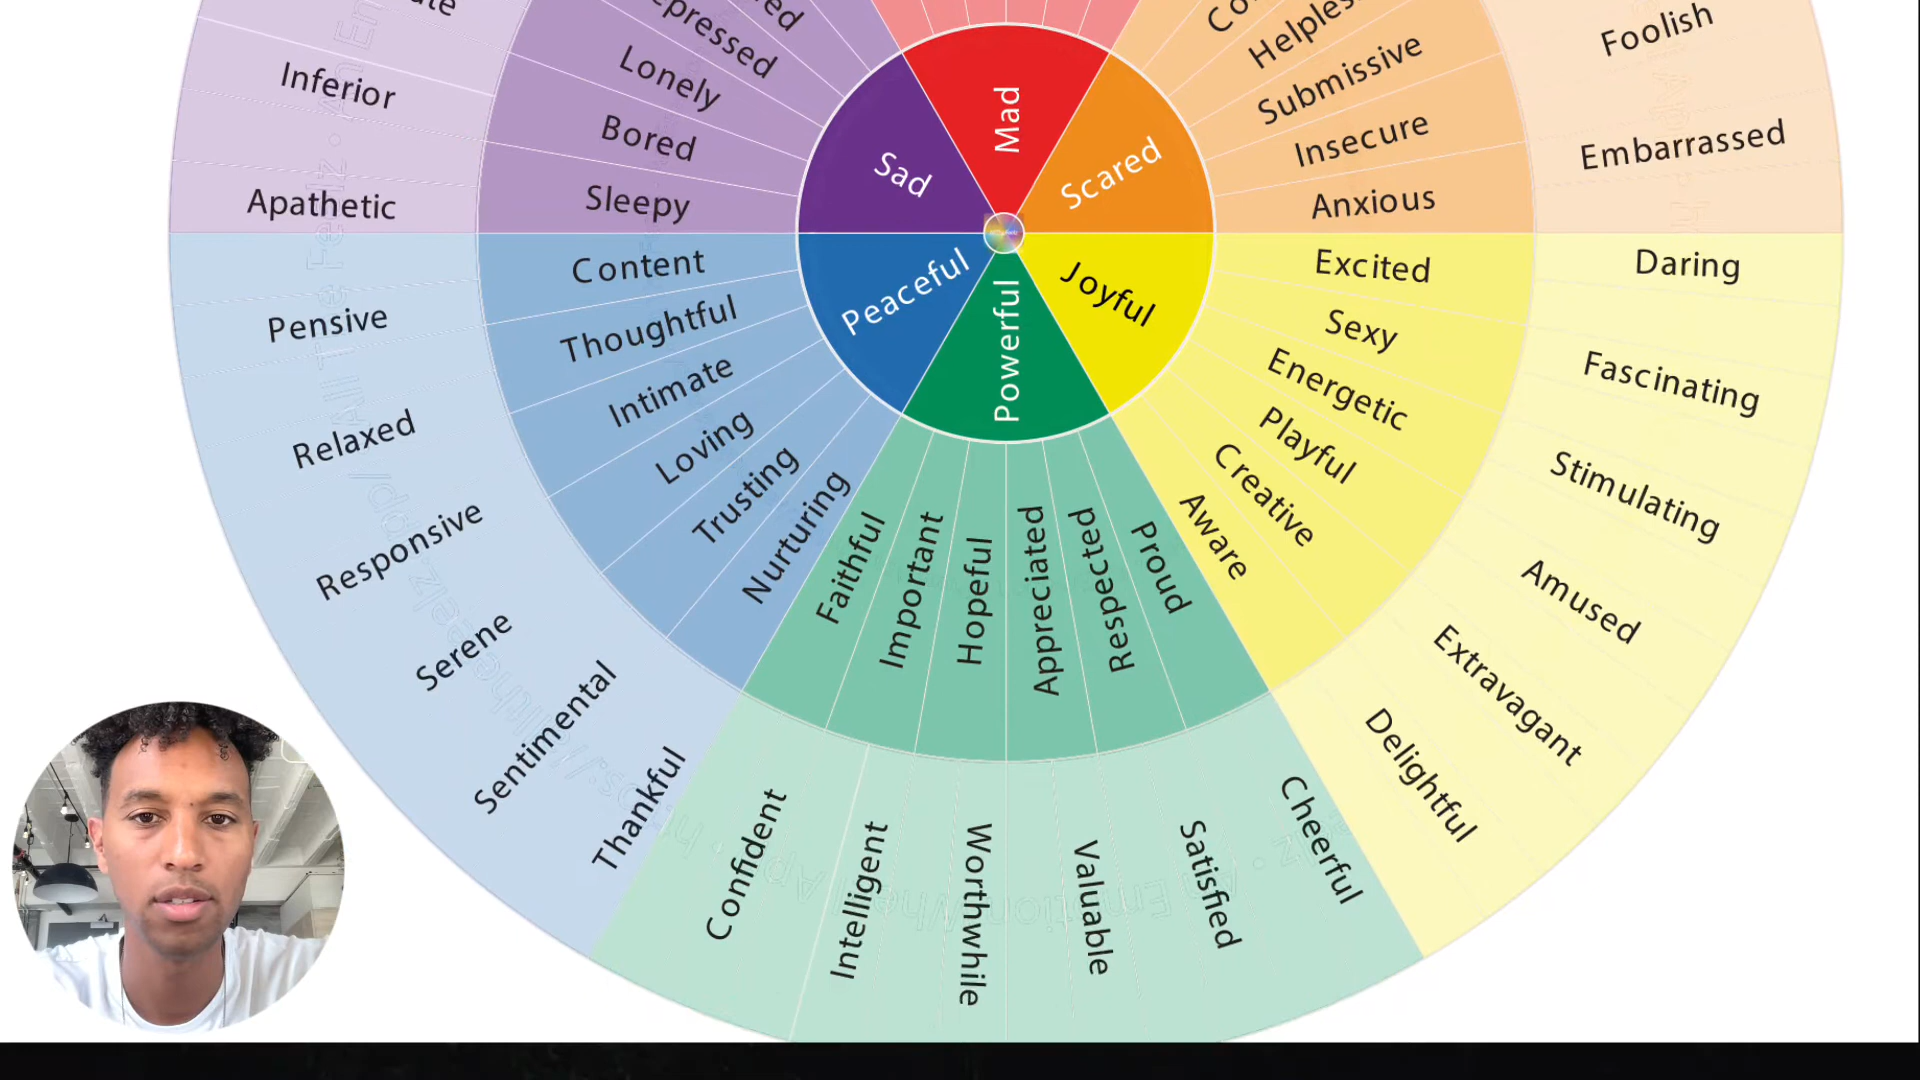 Mad
Scared
Joyful
Powerful
Peaceful
Sad
Lonely
Bored
Sleepy
Inferior
Apathetic
Submissive
Insecure
Anxious
Foolish
Embarrassed
Excited
Sexy
Energetic
Playful
Creative
Aware
Daring
Fascinating
Stimulating
Amused
Extravagant
Delightful
Proud
Respected
Appreciated
Hopeful
Important
Faithful
Cheerful
Satisfied
Valuable
Worthwhile
Intelligent
Confident
Nurturing
Trusting
Loving
Intimate
Thoughtful
Content
Thankful
Sentimental
Serene
Responsive
Relaxed
Pensive